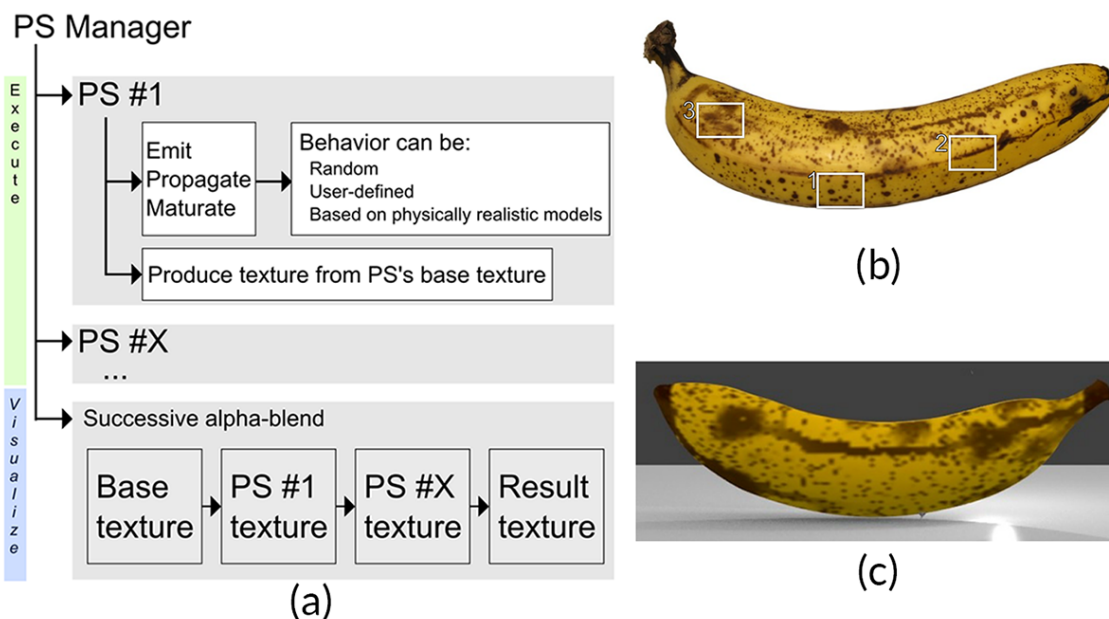 PS Manager
Execute
PS #1
Emit
Propagate
Maturate
Behavior can be:
Random
User-defined
Based on physically realistic models
Produce texture from PS's base texture
PS #X
...
Visualize
Successive alpha-blend
Base
texture
PS #1
texture
PS #X
texture
Result
texture
(a)
3
2
1
(b)
(c)